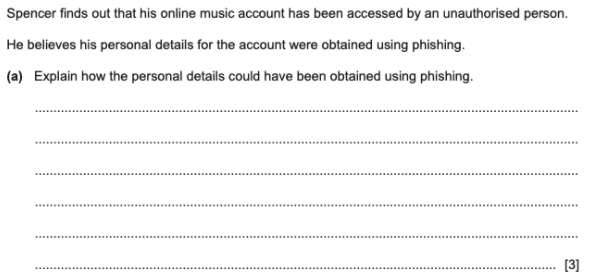 Spencer finds out that his online music account has been accessed by an unauthorised person.
He believes his personal details for the account were obtained using phishing.
(a) Explain how the personal details could have been obtained using phishing.
[3]